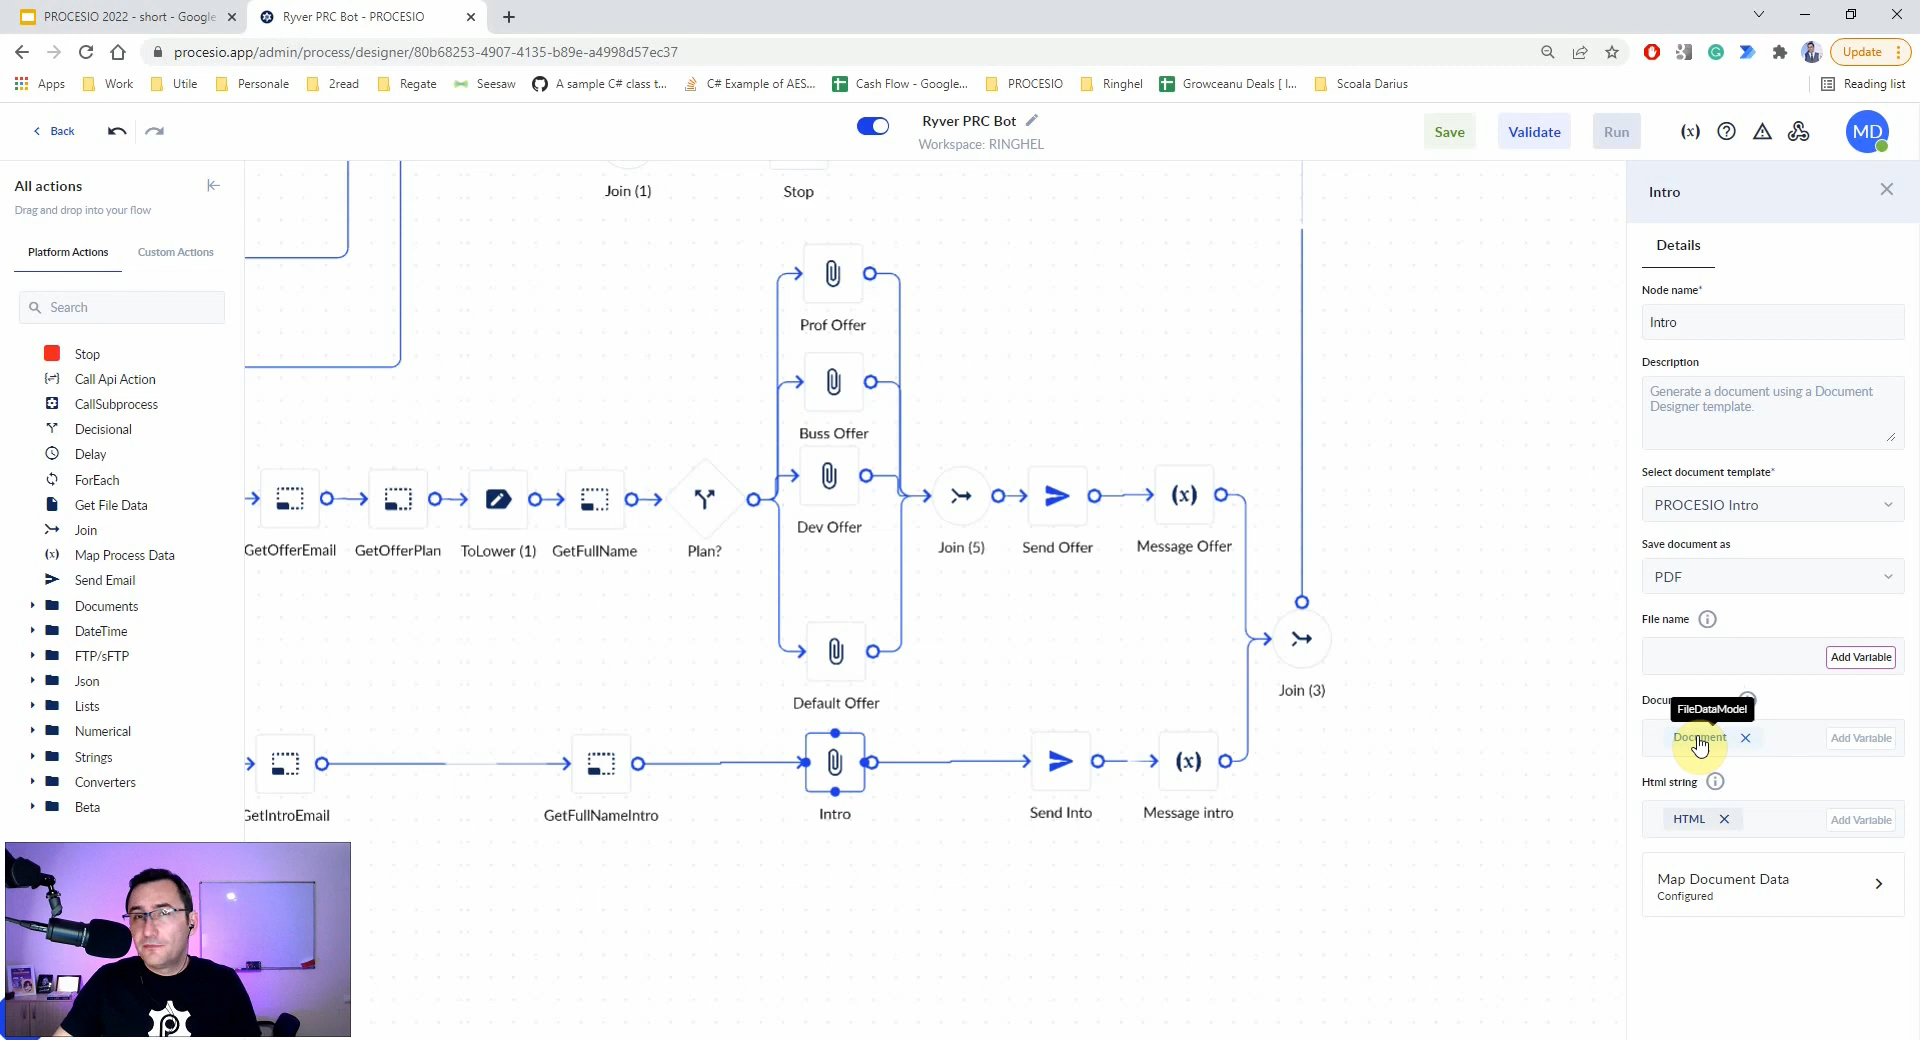 PROCESIO 2022 - short - Google
Ryver PRC Bot - PROCESIO
procesio.app/admin/process/designer/80b68253-4907-4135-b89e-a4998d57ec37
Update
Apps
Work
Utile
Personale
2read
Regate
Seesaw
A sample C# class t...
C# Example of AES...
Cash Flow - Google...
PROCESIO
Ringhel
Growceanu Deals [ I...
Scoala Darius
Reading list
Back
Ryver PRC Bot
Workspace: RINGHEL
Save
Validate
Run
(x)
MD
All actions
Drag and drop into your flow
Platform Actions
Custom Actions
Search
Stop
Call Api Action
CallSubprocess
Decisional
Delay
ForEach
Get File Data
Join
(x) Map Process Data
Send Email
Documents
DateTime
FTP/sFTP
Json
Lists
Numerical
Strings
Converters
Beta
Join (1)
Stop
Prof Offer
Buss Offer
Dev Offer
(x)
GetOfferEmail
GetOfferPlan
ToLower (1)
GetFullName
Plan?
Join (5)
Send Offer
Message Offer
Default Offer
Join (3)
(x)
GetIntroEmail
GetFullNameIntro
Intro
Send Into
Message intro
Intro
Details
Node name*
Intro
Description
Generate a document using a Document
Designer template.
Select document template*
PROCESIO Intro
Save document as
PDF
File name
Add Variable
FileDataModel
Document
Add Variable
Html string
HTML
Add Variable
Map Document Data
Configured